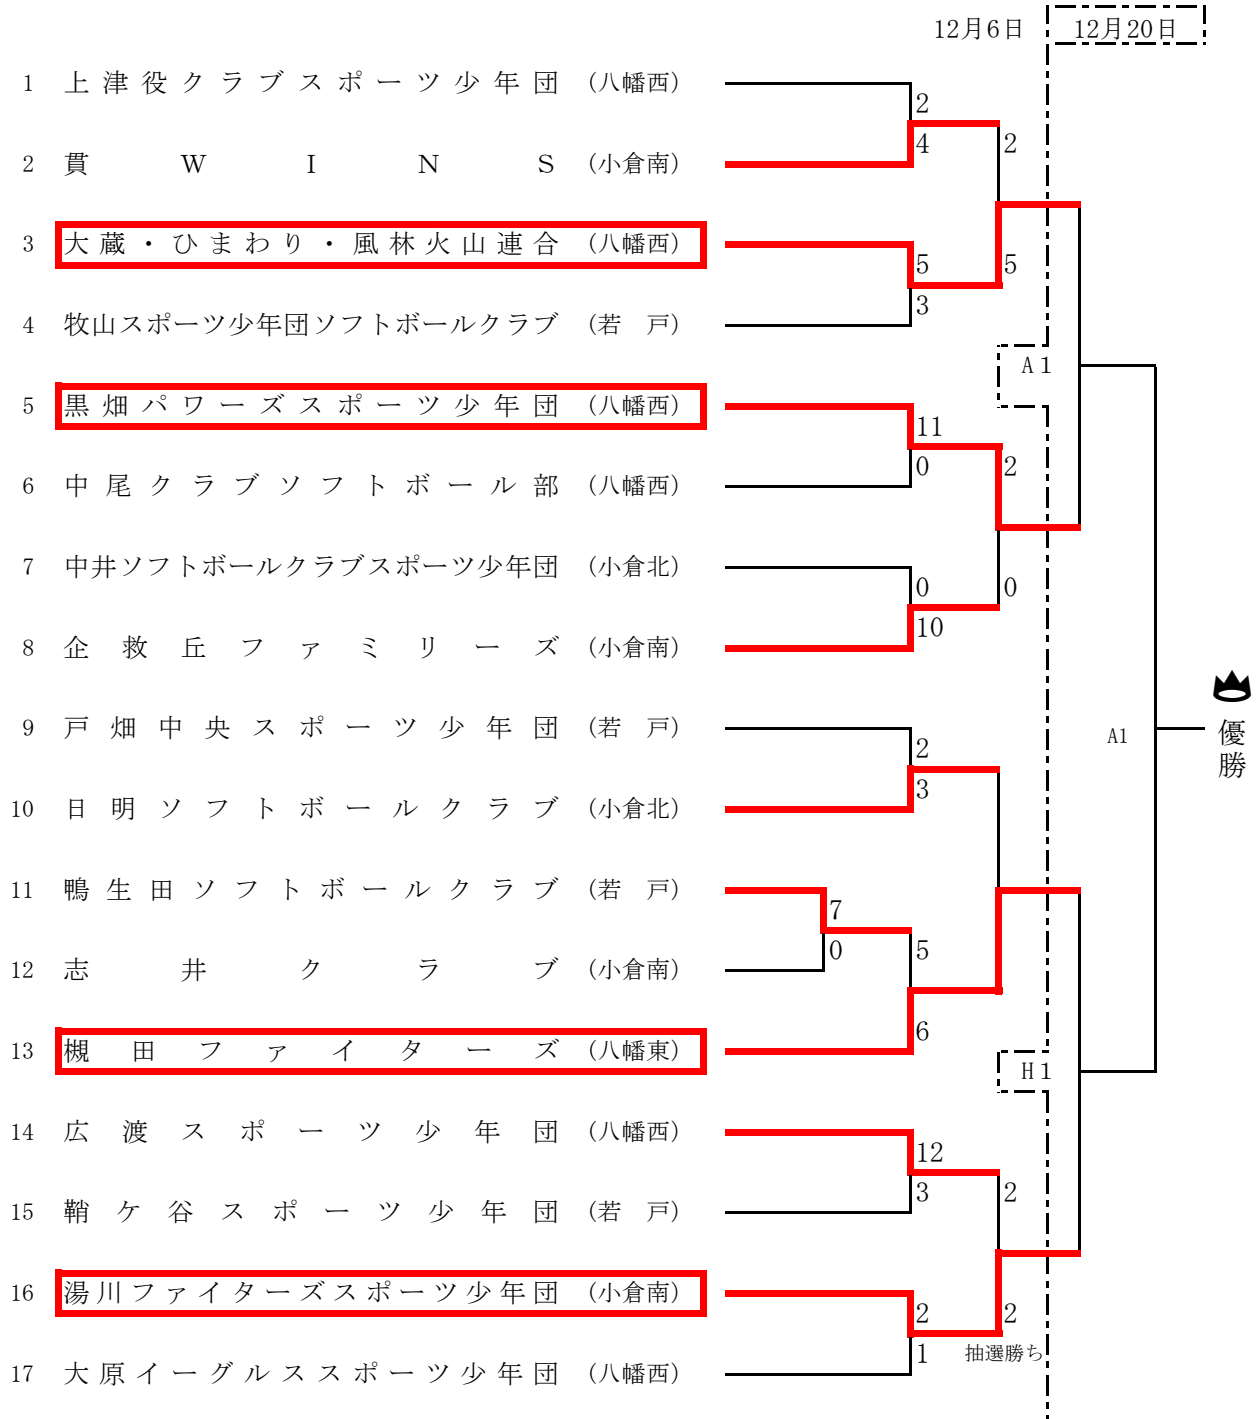 12月6日 12月20日
1 上津役クラブスポーツ少年団 (八幡西)
2
4
2
2 貫WINS (小倉南)
3 大蔵・ひまわり・風林火山連合 (八幡西)
5
5
3
4 牧山スポーツ少年団ソフトボールクラブ (若 戸)
A1
5 黒畑パワーズスポーツ少年団 (八幡西)
11
0
2
6 中尾クラブソフトボール部 (八幡西)
7 中井ソフトボールクラブスポーツ少年団 (小倉北)
0
0
10
8 企救丘ファミリーズ (小倉南)
9 戸畑中央スポーツ少年団 (若 戸)
A1
優勝
2
3
10 日明ソフトボールクラブ (小倉北)
11 鴨生田ソフトボールクラブ (若 戸)
7
0
5
12 志井クラブ (小倉南)
6
13 槻田ファイターズ (八幡東)
H1
14 広渡スポーツ少年団 (八幡西)
12
3
2
15 鞘ケ谷スポーツ少年団 (若 戸)
16 湯川ファイターズスポーツ少年団 (小倉南)
2
2
1
抽選勝ち
17 大原イーグルススポーツ少年団 (八幡西)